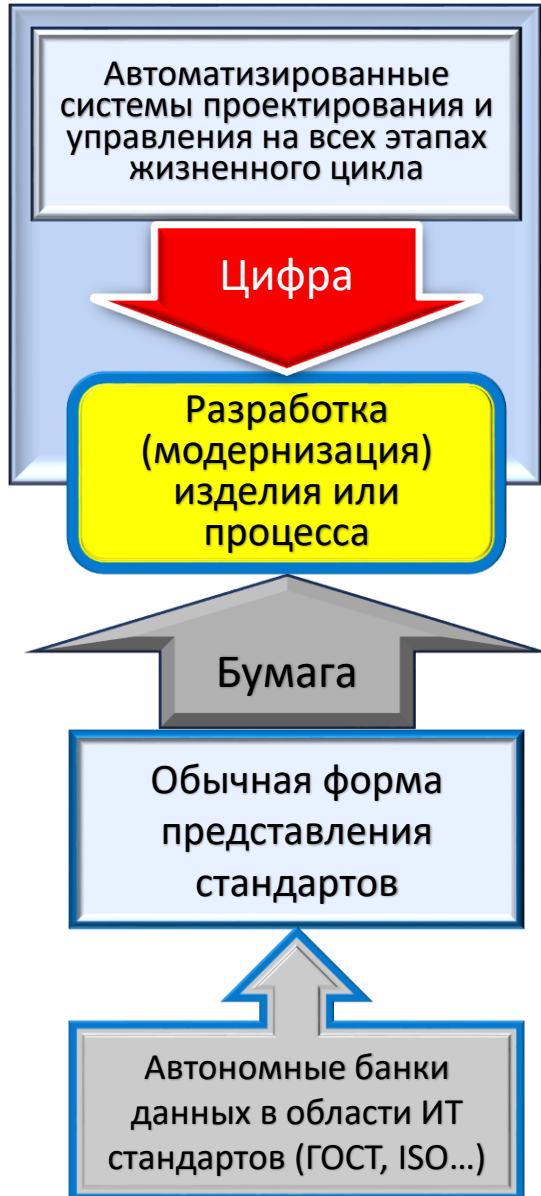 Автоматизированные
системы проектирования и
управления на всех этапах
жизненного цикла
Цифра
Разработка
(модернизация)
изделия или
процесса
Бумага
Обычная форма
представления
стандартов
Автономные банки
данных в области ИТ
стандартов (ГОСТ, ISO...)